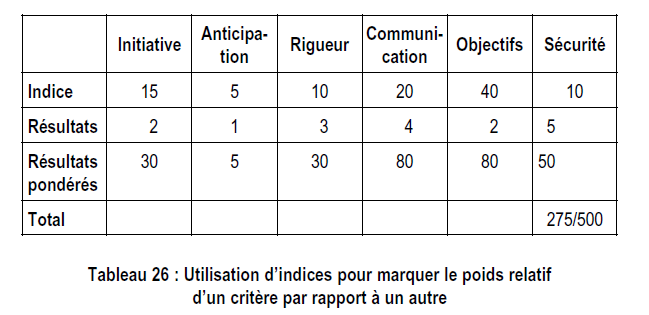 Initiative Anticipa-tion Rigueur Communi-cation Objectifs Sécurité
Indice 15 5 10 20 40 10
Résultats 2 1 3 4 2 5
Résultats pondérés 30 5 30 80 80 50
Total 275/500
Tableau 26 : Utilisation d'indices pour marquer le poids relatif
d'un critère par rapport à un autre